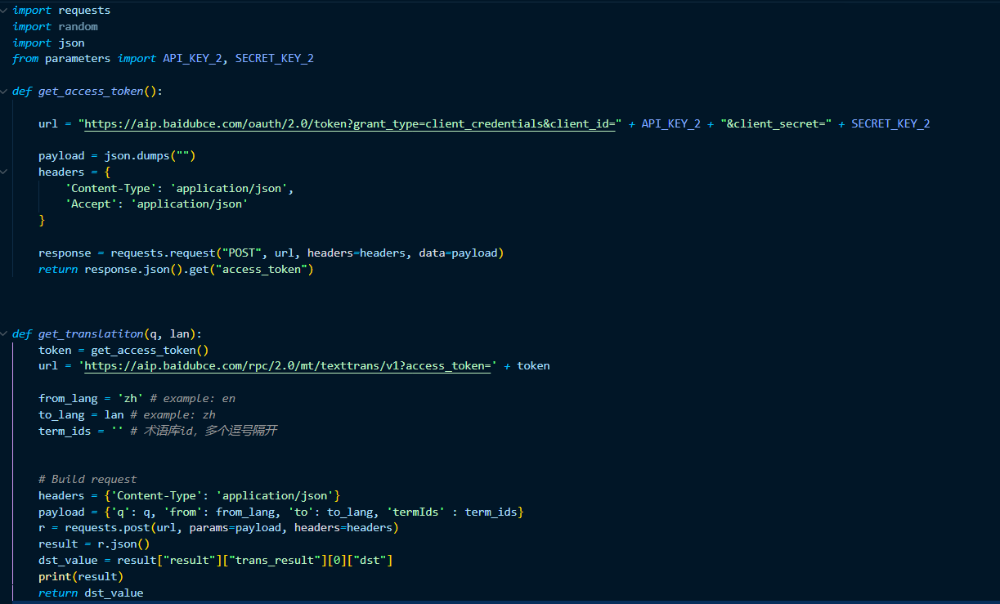 import requests
import random
import json
from parameters import API_KEY_2, SECRET_KEY_2
def get_access_token():
url = "https://aip.baidubce.com/oauth/2.0/token?grant_type=client_credentials&client_id=" + API_KEY_2 + "&client_secret=" + SECRET_KEY_2
payload = json.dumps("")
headers = {
'Content-Type': 'application/json',
'Accept': 'application/json'
}
response = requests.request("POST", url, headers=headers, data=payload)
return response.json().get("access_token")
def get_translatiton(q, lan):
token = get_access_token()
url = 'https://aip.baidubce.com/rpc/2.0/mt/texttrans/v1?access_token=' + token
from_lang = 'zh' # example: en
to_lang = lan # example: zh
term_ids = '' # 术语库id，多个逗号隔开
# Build request
headers = {'Content-Type': 'application/json'}
payload = {'q': q, 'from': from_lang, 'to': to_lang, 'termIds' : term_ids}
r = requests.post(url, params=payload, headers=headers)
result = r.json()
dst_value = result["result"]["trans_result"][0]["dst"]
print(result)
return dst_value